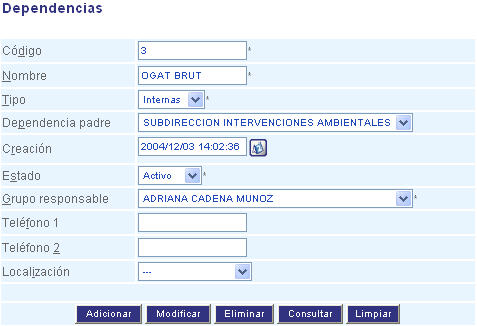 Dependencias
Código 3 *
Nombre OGAT BRUT *
Tipo Internas *
Dependencia padre SUBDIRECCION INTERVENCIONES AMBIENTALES
Creación 2004/12/03 14:02:36
Estado Activo *
Grupo responsable ADRIANA CADENA MUNOZ *
Teléfono 1
Teléfono 2
Localización ---
Adicionar Modificar Eliminar Consultar Limpiar